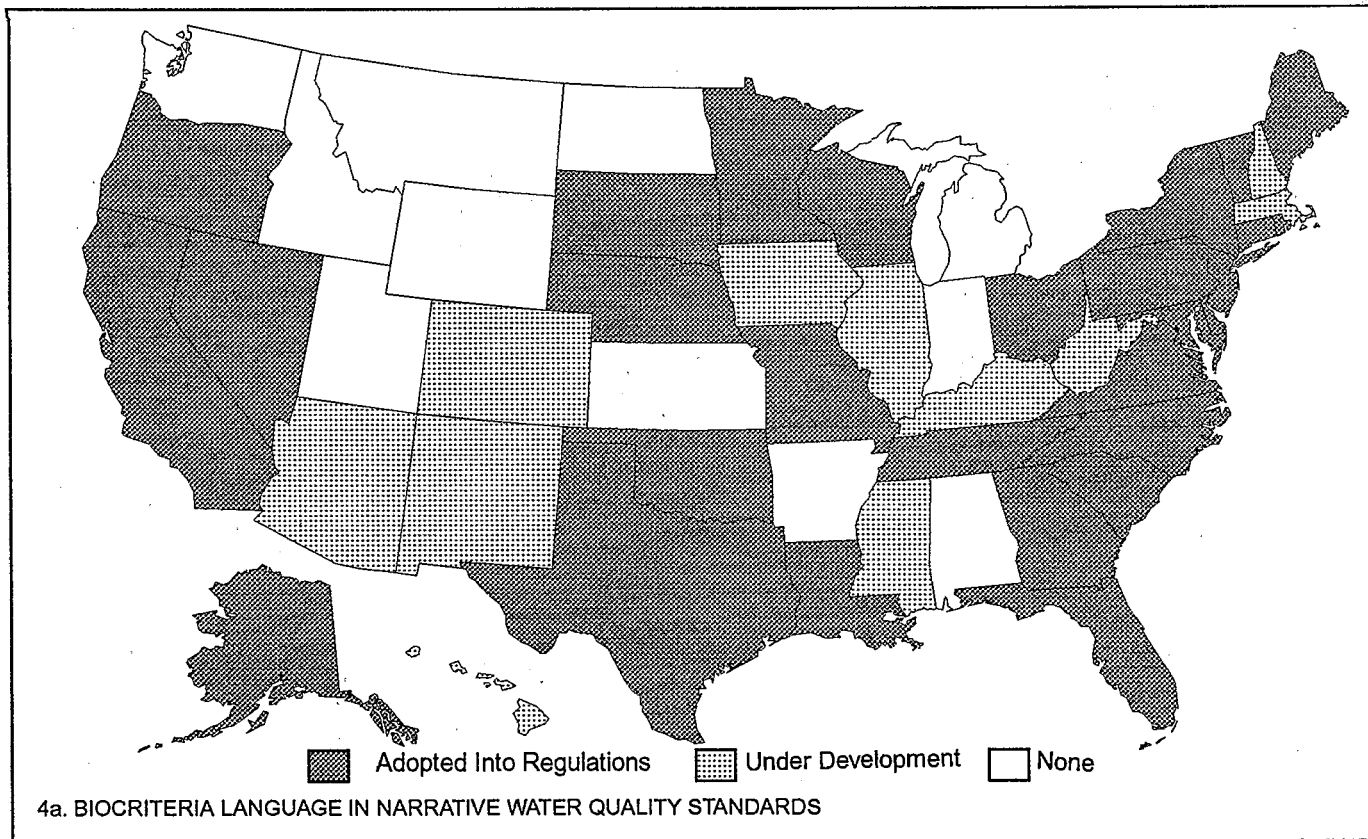 Adopted Into Regulations Under Development None
4a. BIOCRITERIA LANGUAGE IN NARRATIVE WATER QUALITY STANDARDS